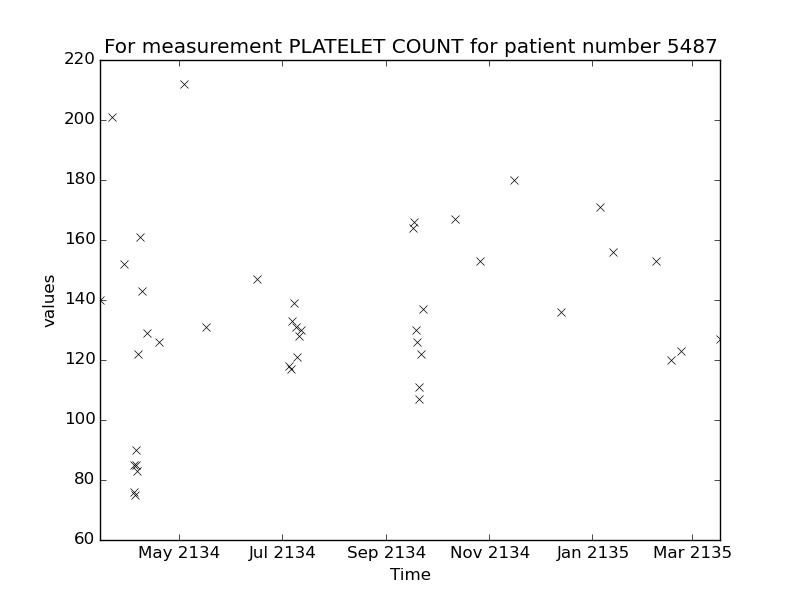 For measurement PLATELET COUNT for patient number 5487
220
200
180
160
140
120
100
80
60
values
May 2134 Jul 2134 Sep 2134 Nov 2134 Jan 2135 Mar 2135
Time